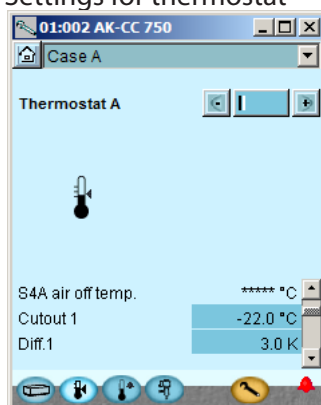 Settings for thermostat
01:002 AK-CC 750
Case A
Thermostat A
S4A air off temp. ***** °C
Cutout 1 -22.0 °C
Diff.1 3.0 K